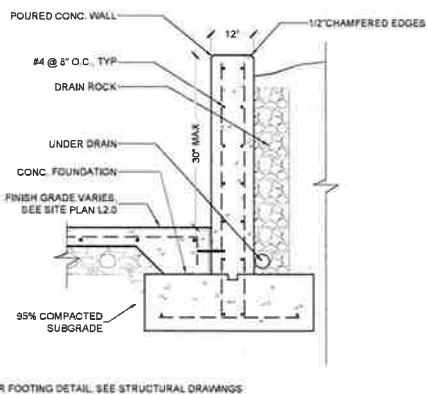 POURED CONC. WALL
12"
1/2"CHAMFERED EDGES
#4 @ 8" O.C., TYP
DRAIN ROCK
30" MAX
UNDER DRAIN
CONC. FOUNDATION
FINISH GRADE VARIES,
SEE SITE PLAN L2.0
95% COMPACTED
SUBGRADE
R FOOTING DETAIL, SEE STRUCTURAL DRAWINGS